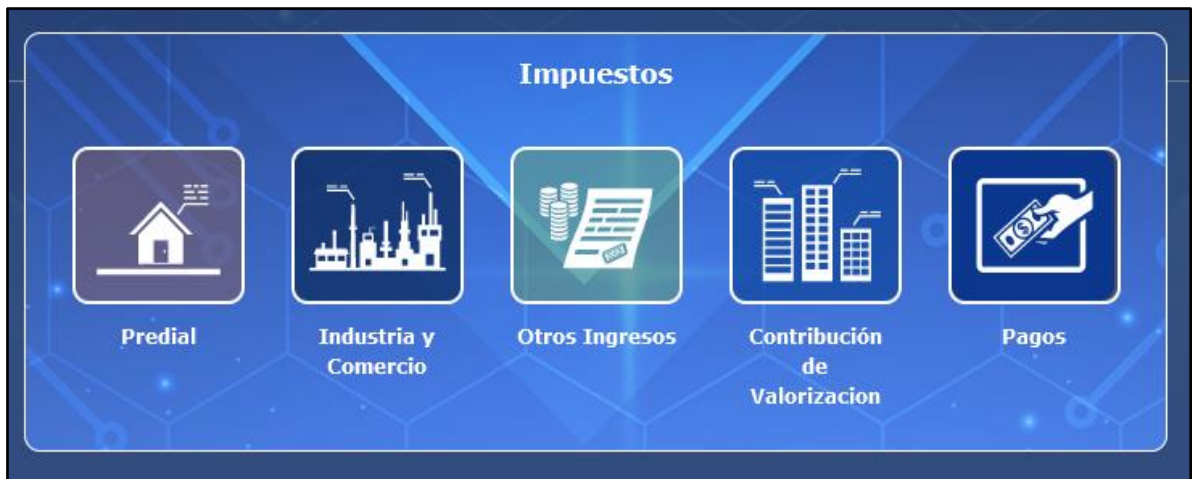 Impuestos
Predial
Industria y
Comercio
Otros Ingresos
Contribución
de
Valorizacion
Pagos